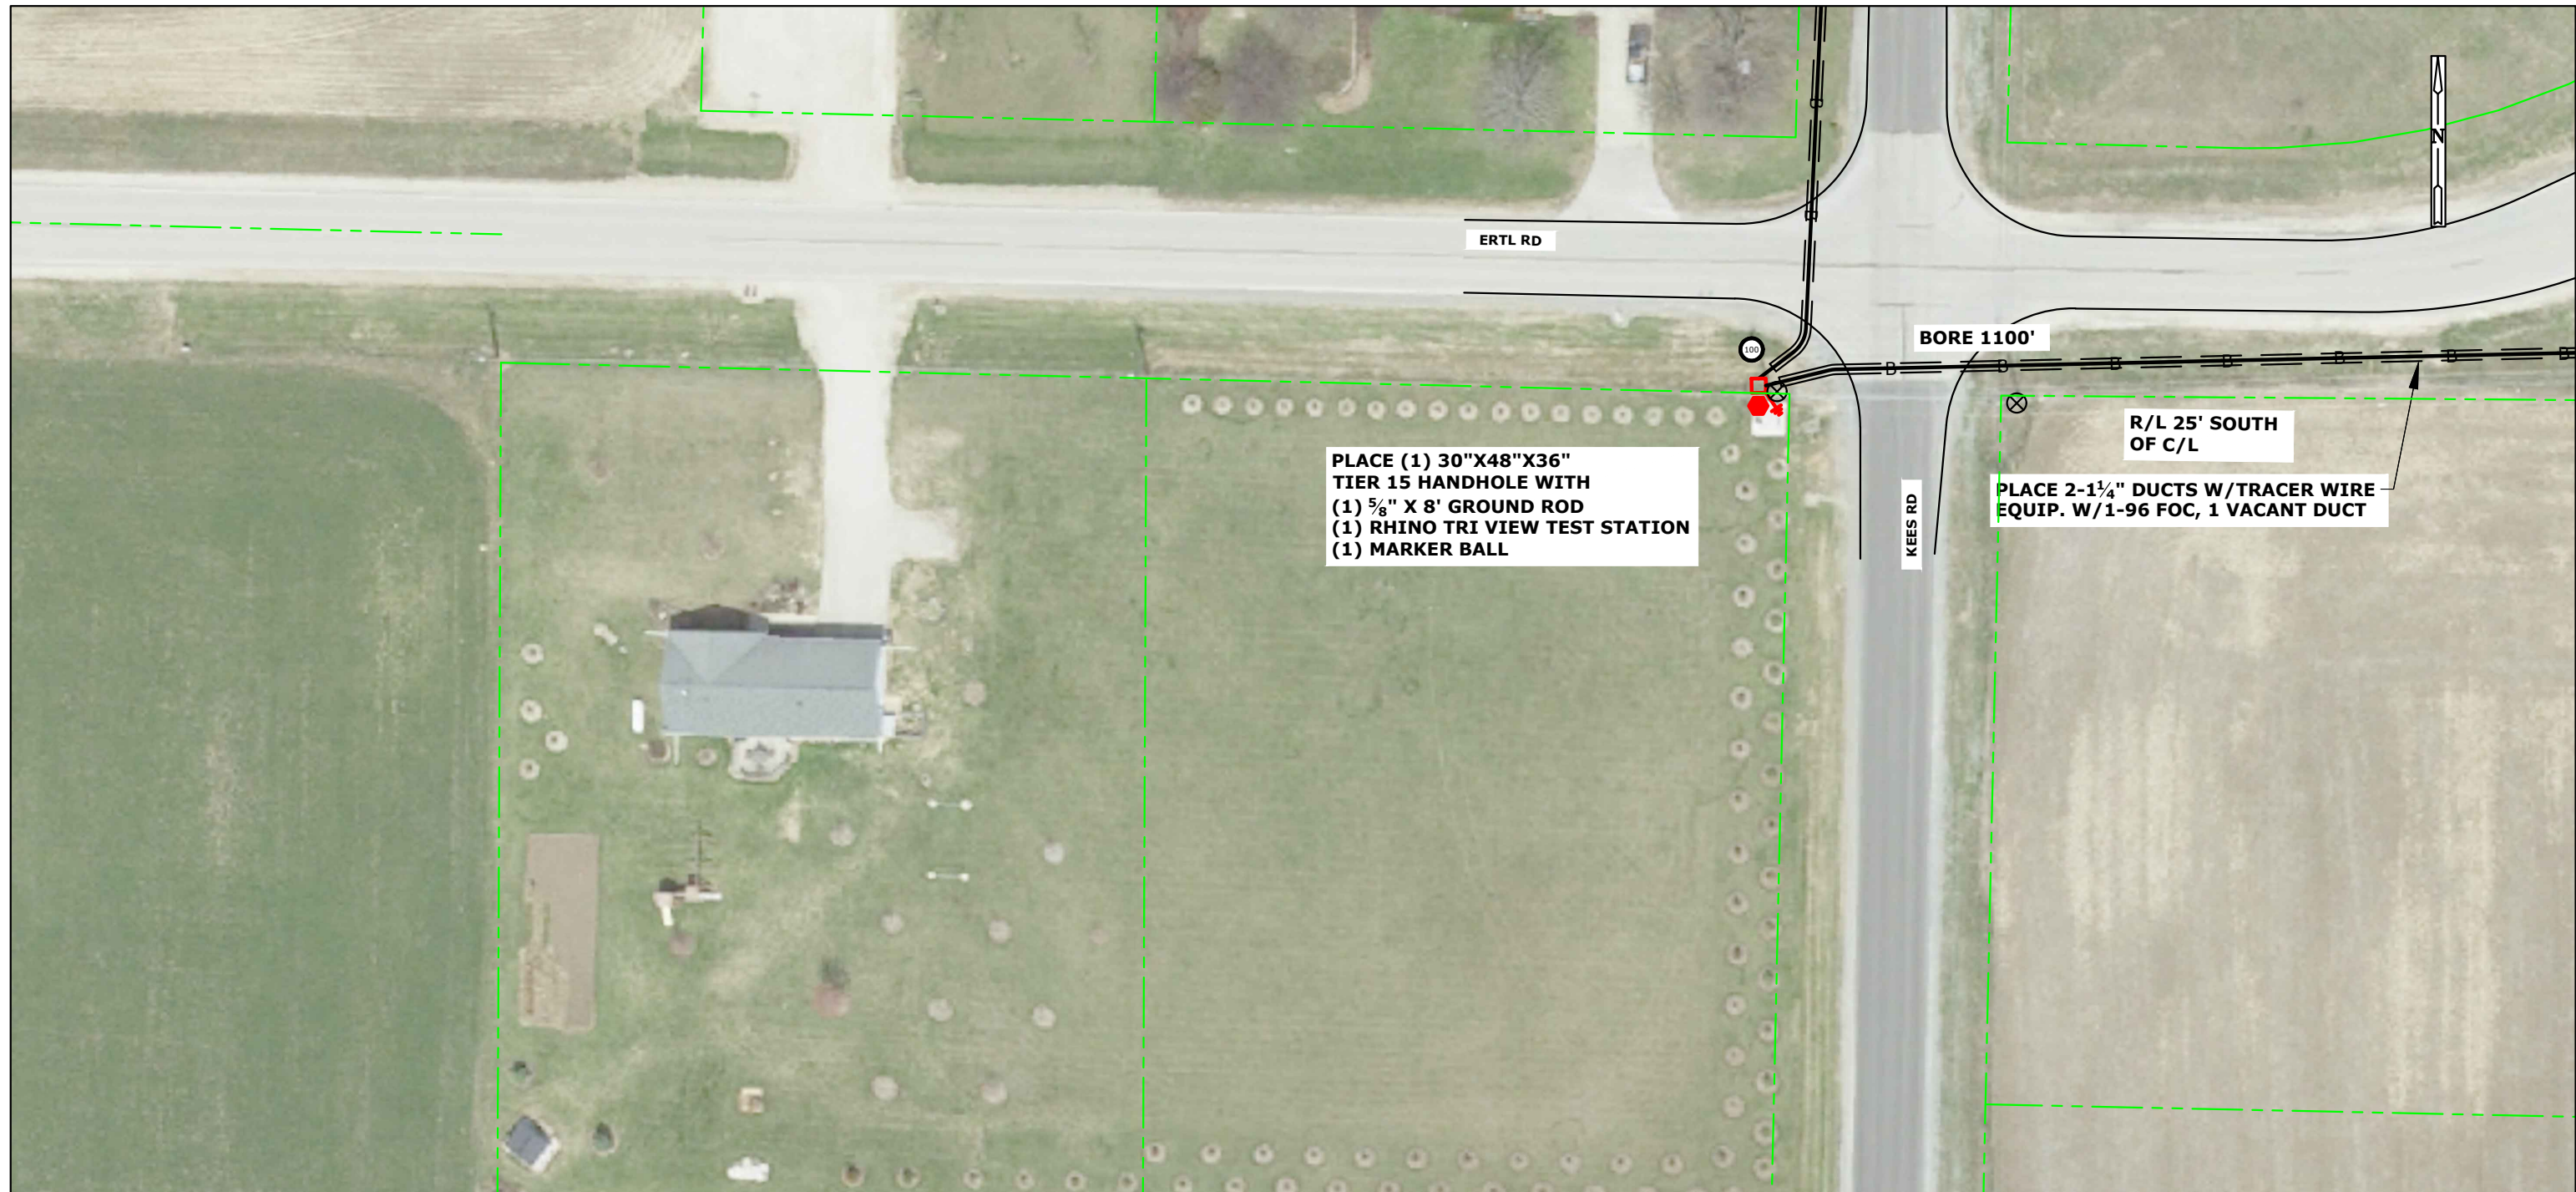 N
B
B
ERTL RD
BORE 1100'
100
B B B B B B B
R/L 25' SOUTH
OF C/L
PLACE (1) 30"X48"X36"
TIER 15 HANDHOLE WITH
(1) ⅝" X 8' GROUND ROD
(1) RHINO TRI VIEW TEST STATION
(1) MARKER BALL
PLACE 2-1¼" DUCTS W/TRACER WIRE
EQUIP. W/1-96 FOC, 1 VACANT DUCT
KEES RD